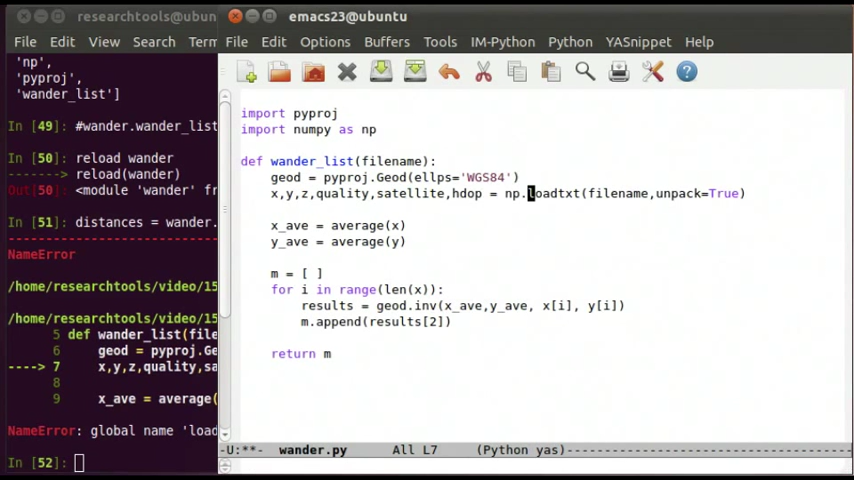 researchtools@ubun
File Edit View Search Term
'np',
'pyproj',
'wander_list']
In [49]: #wander.wander_list
In [50]: reload wander
-------> reload(wander)
Out[50]: <module 'wander' fr
In [51]: distances = wander.
NameError
/home/researchtools/video/15
/home/researchtools/video/15
5 def wander_list(file
6     geod = pyproj.Ge
----> 7     x,y,z,quality,sa
8
9     x_ave = average(
NameError: global name 'load
In [52]:
emacs23@ubuntu
File Edit Options Buffers Tools IM-Python Python YASnippet Help
import pyproj
import numpy as np
def wander_list(filename):
    geod = pyproj.Geod(ellps='WGS84')
    x,y,z,quality,satellite,hdop = np.loadtxt(filename,unpack=True)
    x_ave = average(x)
    y_ave = average(y)
    m = [ ]
    for i in range(len(x)):
        results = geod.inv(x_ave,y_ave, x[i], y[i])
        m.append(results[2])
    return m
-U:**-  wander.py      All L7     (Python yas)-----------------------------------